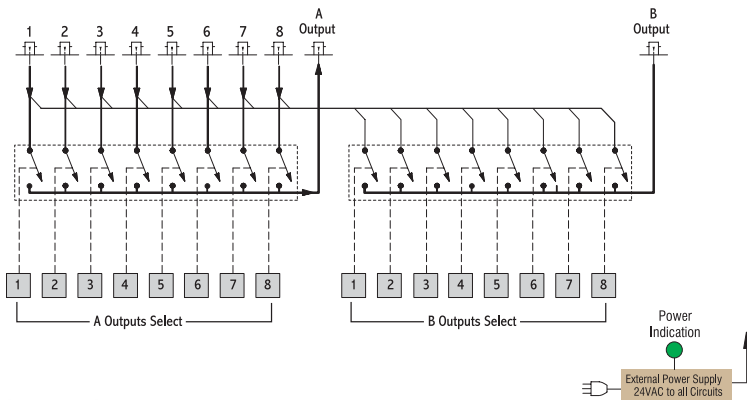 A
Output
B
Output
1 2 3 4 5 6 7 8
1 2 3 4 5 6 7 8
A Outputs Select
1 2 3 4 5 6 7 8
B Outputs Select
Power
Indication
External Power Supply
24VAC to all Circuits